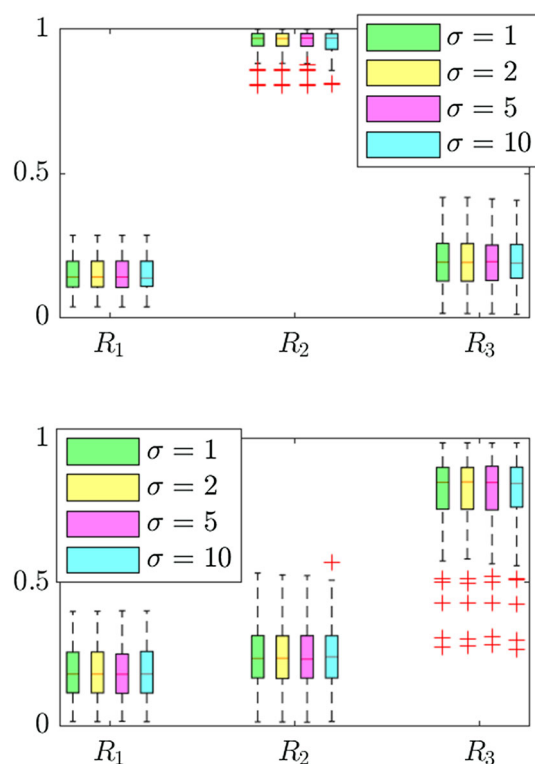 1
σ = 1
σ = 2
σ = 5
σ = 10
0.5
0
R₁ R₂ R₃
1
σ = 1
σ = 2
σ = 5
σ = 10
0.5
0
R₁ R₂ R₃